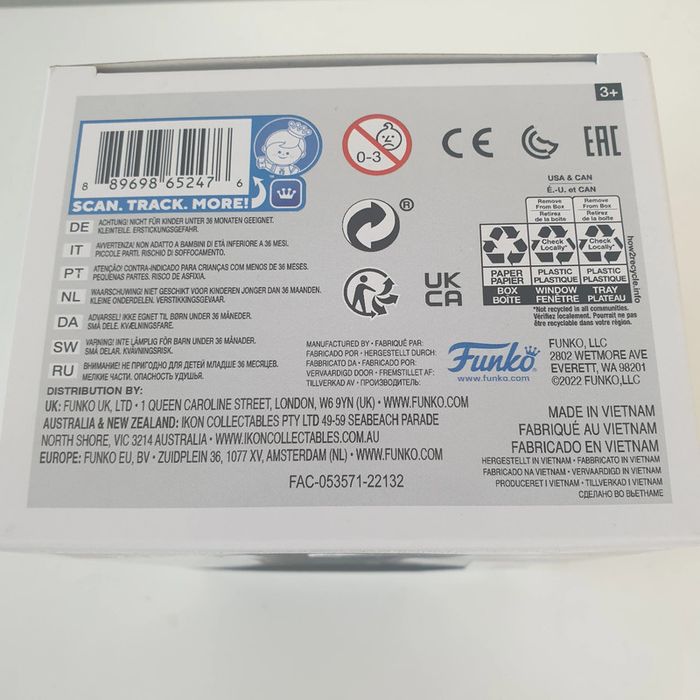 3+
8 89698 65247 6
SCAN. TRACK. MORE!
0-3
CE
EAC
®
UK
CA
USA & CAN
É.-U. et CAN
Remove From Box
Retirez de la boîte
Check Locally*
PAPER
PAPIER
BOX
BOÎTE
Remove From Box
Retirez de la boîte
Check Locally*
PLASTIC
PLASTIQUE
WINDOW
FENÊTRE
PLASTIC
PLASTIQUE
TRAY
PLATEAU
how2recycle.info
*Not recycled in all communities.
Vérifiez localement. Pourrait ne pas
être recyclable dans votre région.
DE ACHTUNG! NICHT FÜR KINDER UNTER 36 MONATEN GEEIGNET.
KLEINTEILE. ERSTICKUNGSGEFAHR.
IT AVVERTENZA! NON ADATTO A BAMBINI DI ETÀ INFERIORE A 36 MESI.
PICCOLE PARTI. RISCHIO DI SOFFOCAMENTO.
PT ATENÇÃO! CONTRA-INDICADO PARA CRIANÇAS COM MENOS DE 36 MESES.
PEQUENAS PARTES. RISCO DE ASFIXIA.
NL WAARSCHUWING! NIET GESCHIKT VOOR KINDEREN JONGER DAN 36 MAANDEN.
KLEINE ONDERDELEN. VERSTIKKINGSGEVAAR.
DA ADVARSEL! IKKE EGNET TIL BØRN UNDER 36 MÅNEDER.
SMÅ DELE. KVÆLNINGSFARE.
SW VARNING! INTE LÄMPLIG FÖR BARN UNDER 36 MÅNADER.
SMÅ DELAR. KVÄVNINGSRISK.
RU ВНИМАНИЕ! НЕ ПРИГОДНО ДЛЯ ДЕТЕЙ МЛАДШЕ 36 МЕСЯЦЕВ.
МЕЛКИЕ ЧАСТИ. ОПАСНОСТЬ УДУШЬЯ.
MANUFACTURED BY • FABRIQUÉ PAR:
FABRICADO POR • HERGESTELLT DURCH:
FABRICATO DA • FABRICADO POR:
VERVAARDIGD DOOR • FREMSTILLET AF:
TILLVERKAD AV • ПРОИЗВОДИТЕЛЬ:
Funko
www.funko.com
FUNKO, LLC
2802 WETMORE AVE
EVERETT, WA 98201
©2022 FUNKO,LLC
DISTRIBUTION BY:
UK: FUNKO UK, LTD • 1 QUEEN CAROLINE STREET, LONDON, W6 9YN (UK) • WWW.FUNKO.COM
AUSTRALIA & NEW ZEALAND: IKON COLLECTABLES PTY LTD 49-59 SEABEACH PARADE
NORTH SHORE, VIC 3214 AUSTRALIA • WWW.IKONCOLLECTABLES.COM.AU
EUROPE: FUNKO EU, BV • ZUIDPLEIN 36, 1077 XV, AMSTERDAM (NL) • WWW.FUNKO.COM
FAC-053571-22132
MADE IN VIETNAM
FABRIQUÉ AU VIETNAM
FABRICADO EN VIETNAM
HERGESTELLT IN VIETNAM • FABBRICATO IN VIETNAM
FABRICADO NA VIETNAM • VERVAARDIGD IN VIETNAM
PRODUCERET I VIETNAM • TILLVERKAD I VIETNAM
СДЕЛАНО ВО ВЬЕТНАМЕ